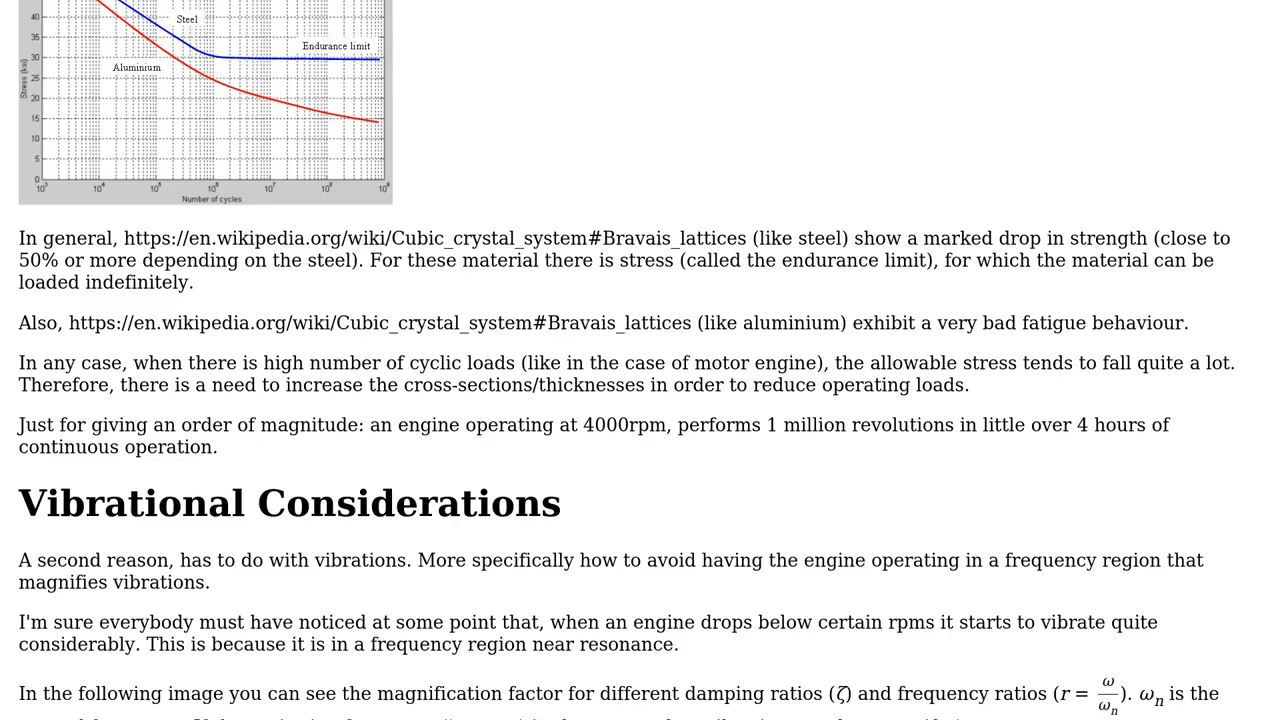 40
Steel
35
Endurance limit
30
Aluminium
25
Stress (ksi)
20
15
10
5
0
10³ 10⁴ 10⁵ 10⁶ 10⁷ 10⁸ 10⁹
Number of cycles
In general, https://en.wikipedia.org/wiki/Cubic_crystal_system#Bravais_lattices (like steel) show a marked drop in strength (close to
50% or more depending on the steel). For these material there is stress (called the endurance limit), for which the material can be
loaded indefinitely.
Also, https://en.wikipedia.org/wiki/Cubic_crystal_system#Bravais_lattices (like aluminium) exhibit a very bad fatigue behaviour.
In any case, when there is high number of cyclic loads (like in the case of motor engine), the allowable stress tends to fall quite a lot.
Therefore, there is a need to increase the cross-sections/thicknesses in order to reduce operating loads.
Just for giving an order of magnitude: an engine operating at 4000rpm, performs 1 million revolutions in little over 4 hours of
continuous operation.
Vibrational Considerations
A second reason, has to do with vibrations. More specifically how to avoid having the engine operating in a frequency region that
magnifies vibrations.
I'm sure everybody must have noticed at some point that, when an engine drops below certain rpms it starts to vibrate quite
considerably. This is because it is in a frequency region near resonance.
In the following image you can see the magnification factor for different damping ratios (ζ) and frequency ratios (r = ω/ωₙ). ωₙ is the